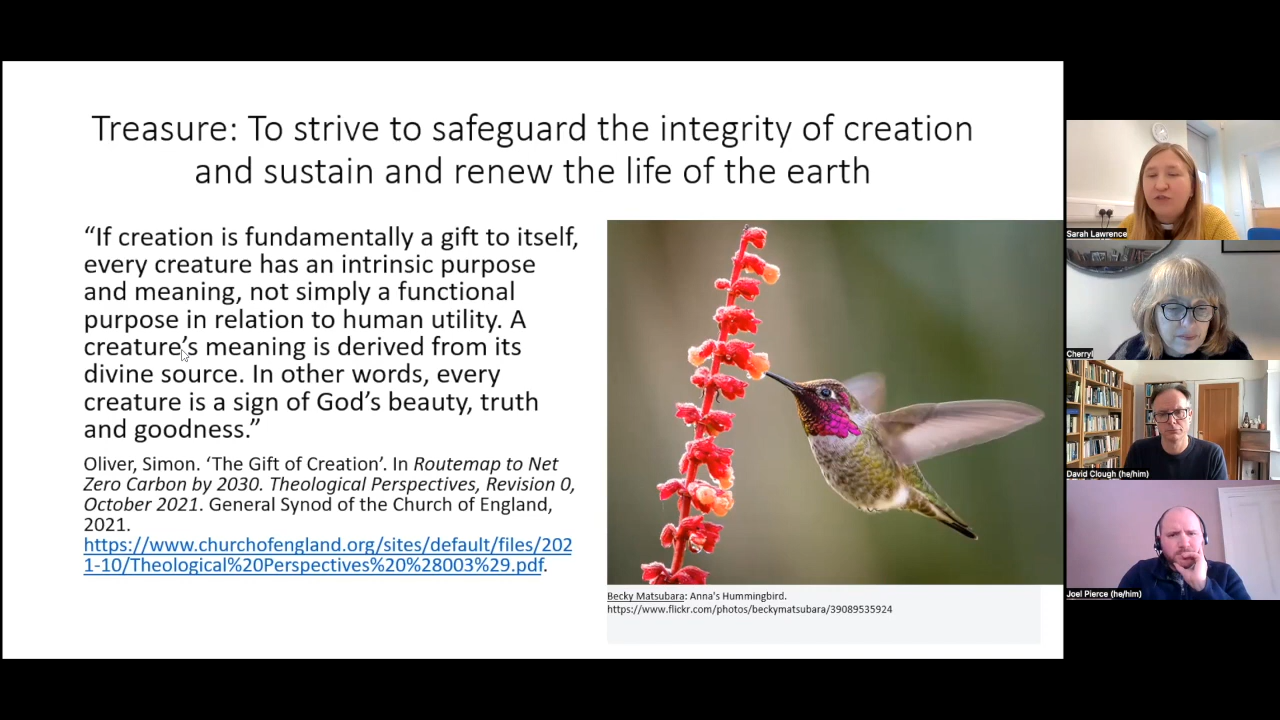 Treasure: To strive to safeguard the integrity of creation
and sustain and renew the life of the earth
“If creation is fundamentally a gift to itself,
every creature has an intrinsic purpose
and meaning, not simply a functional
purpose in relation to human utility. A
creature’s meaning is derived from its
divine source. In other words, every
creature is a sign of God’s beauty, truth
and goodness.”
Oliver, Simon. ‘The Gift of Creation’. In Routemap to Net
Zero Carbon by 2030. Theological Perspectives, Revision 0,
October 2021. General Synod of the Church of England,
2021.
https://www.churchofengland.org/sites/default/files/202
1-10/Theological%20Perspectives%20%28003%29.pdf.
Becky Matsubara: Anna's Hummingbird.
https://www.flickr.com/photos/beckymatsubara/39089535924
Sarah Lawrence
Cherryl
David Clough (he/him)
Joel Pierce (he/him)